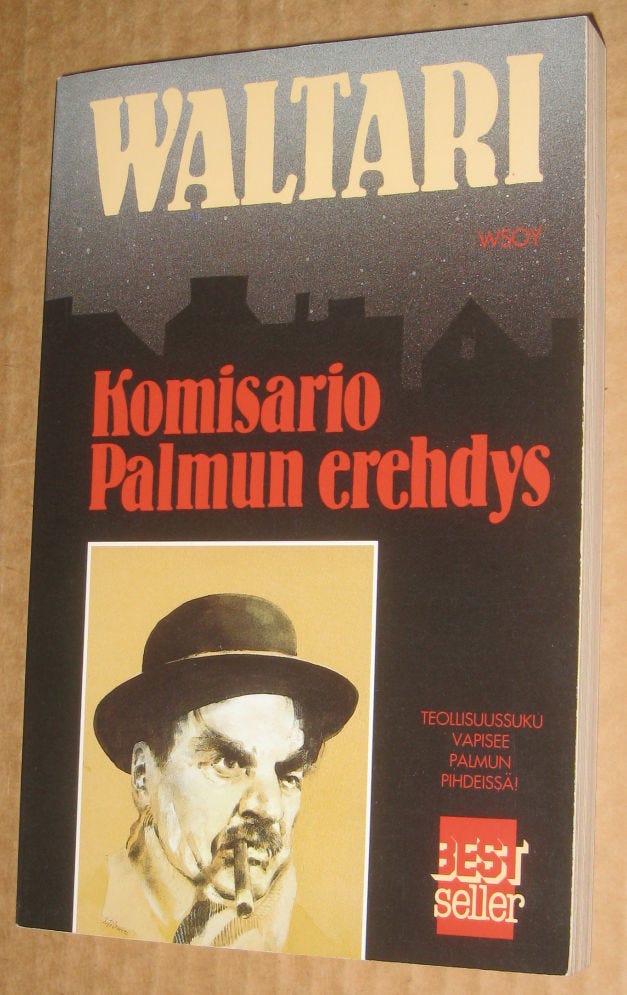 WALTARI
WSOY
Komisario
Palmun erehdys
TEOLLISUUSSUKU
VAPISEE
PALMUN
PIHDEISSÄ!
BEST
seller